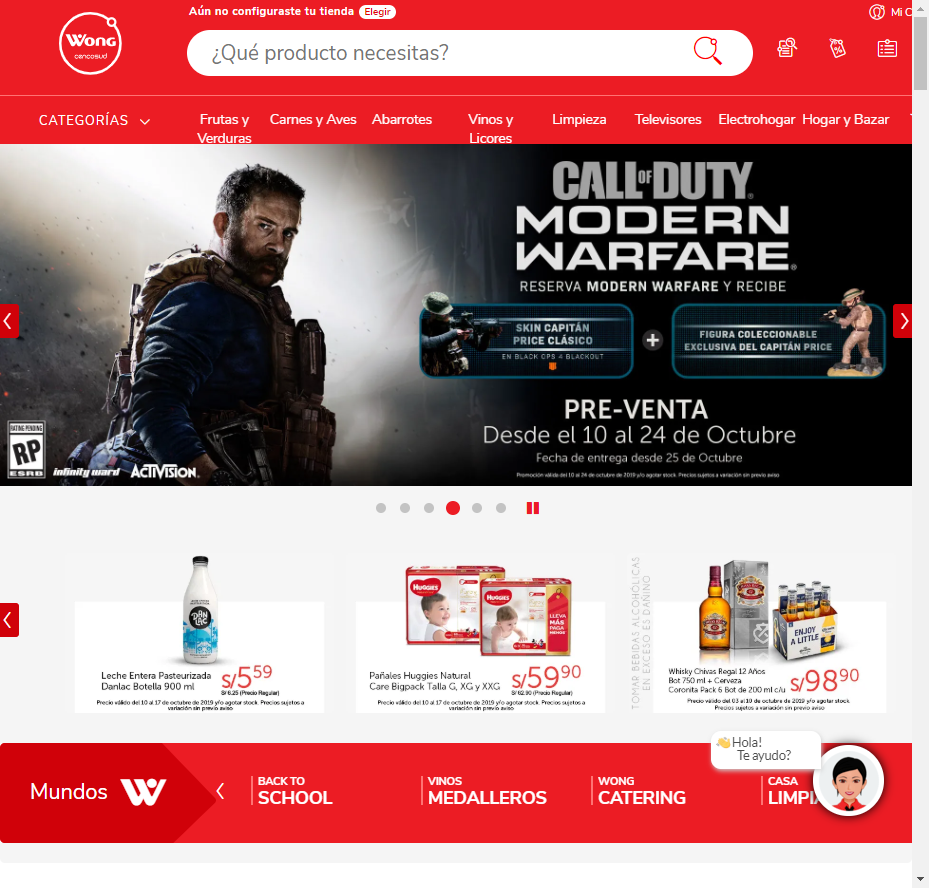 Aún no configuraste tu tienda Elegir
Mi C
Wong
cencosud
¿Qué producto necesitas?
%
CATEGORÍAS
Frutas y
Verduras
Carnes y Aves
Abarrotes
Vinos y
Licores
Limpieza
Televisores
Electrohogar
Hogar y Bazar
CALL OF DUTY
MODERN
WARFARE
RESERVA MODERN WARFARE Y RECIBE
SKIN CAPITÁN
PRICE CLÁSICO
EN BLACK OPS 4 BLACKOUT
+
FIGURA COLECCIONABLE
EXCLUSIVA DEL CAPITÁN PRICE
PRE-VENTA
Desde el 10 al 24 de Octubre
Fecha de entrega desde 25 de Octubre
Promoción válida del 10 al 24 de octubre de 2019 y/o agotar stock. Precios sujetos a variación sin previo aviso
RATING PENDING
RP
ESRB
infinity ward
ACTIVISION
DAN
LAC
Leche Entera Pasteurizada
Danlac Botella 900 ml
S/5.59
S/6.25 (Precio Regular)
Precio válido del 10 al 17 de octubre de 2019 y/o agotar stock. Precios sujetos a
variación sin previo aviso
HUGGIES
HUGGIES
LLEVA
MÁS
PAGA
MENOS
Pañales Huggies Natural
Care Bigpack Talla G, XG y XXG
S/59.90
S/62.90 (Precio Regular)
Precio válido del 10 al 17 de octubre de 2019 y/o agotar stock. Precios sujetos a
variación sin previo aviso
TOMAR BEBIDAS ALCOHÓLICAS
EN EXCESO ES DAÑINO
ENJOY
A LITTLE
Whisky Chivas Regal 12 Años
Bot 750 ml + Cerveza
Coronita Pack 6 Bot de 200 ml c/u
S/98.90
Precio válido del 03 al 10 de octubre de 2019 y/o agotar stock.
Precios sujetos a variación sin previo aviso
Hola!
Te ayudo?
Mundos W
BACK TO
SCHOOL
VINOS
MEDALLEROS
WONG
CATERING
CASA
LIMPI